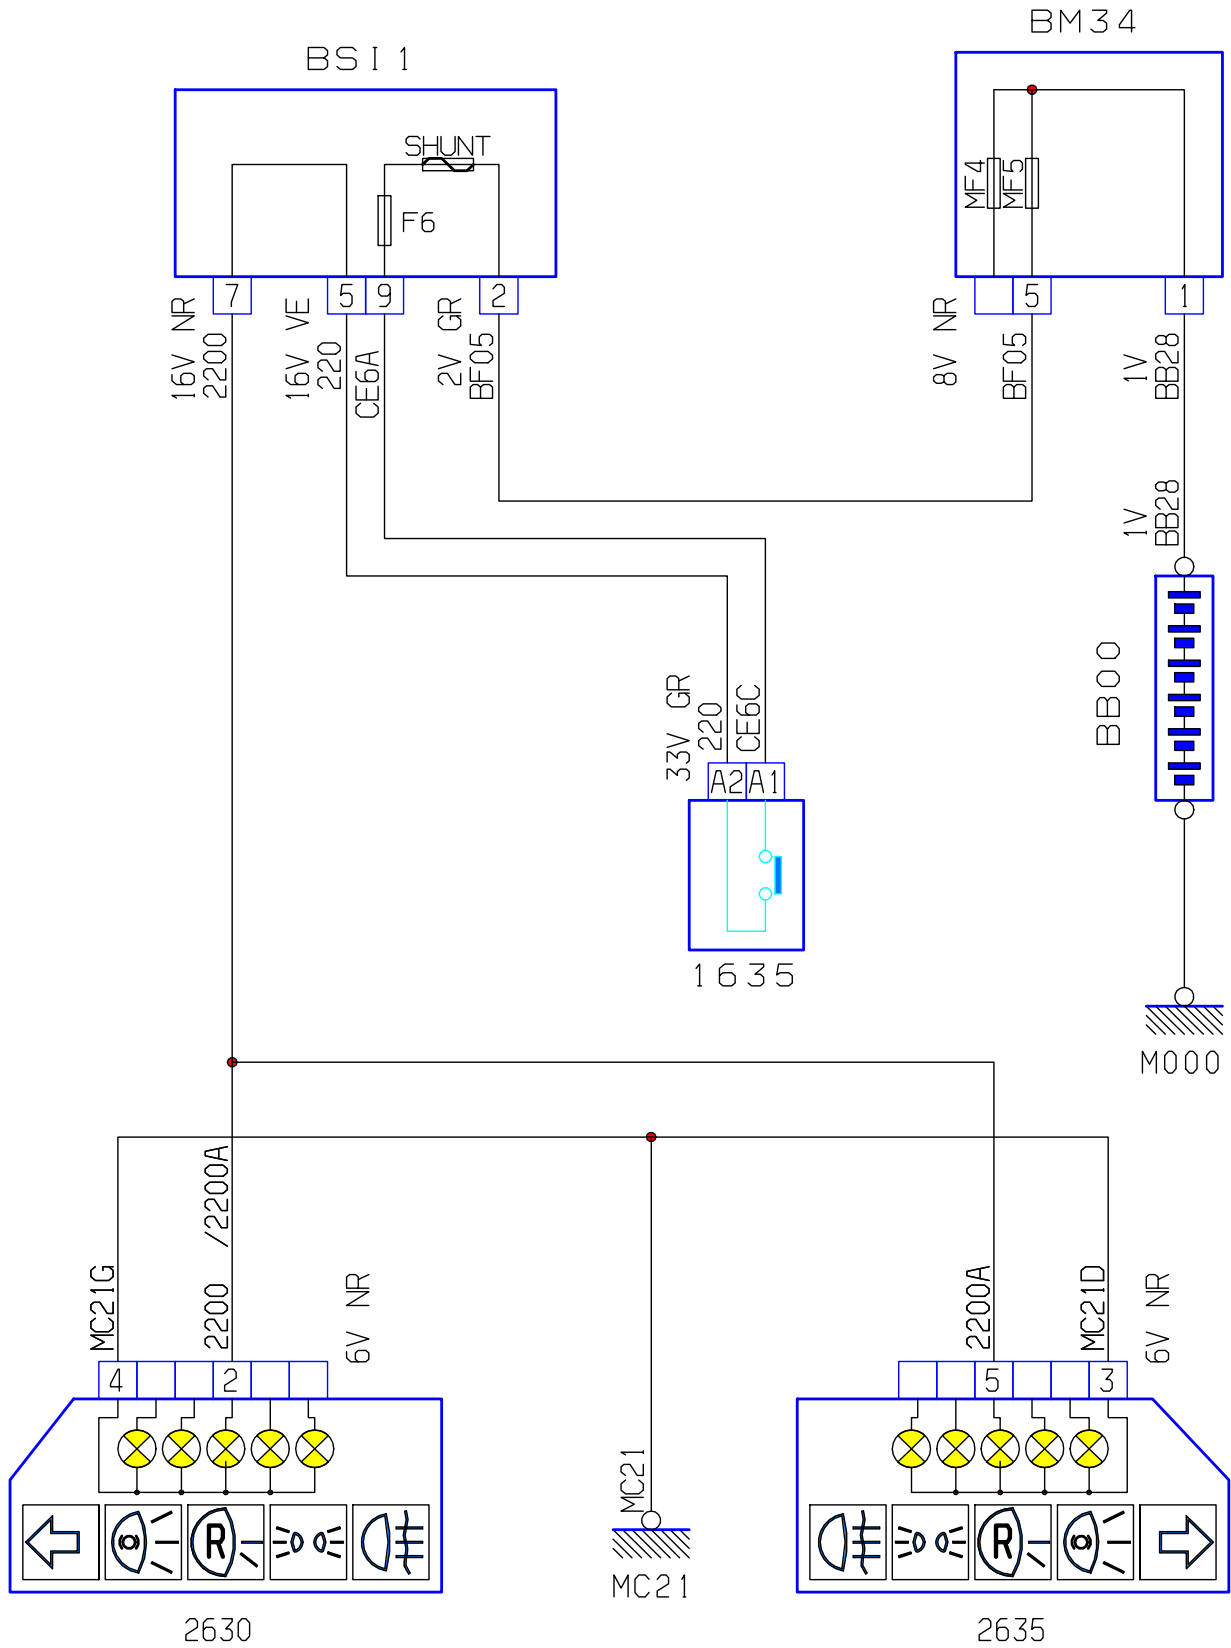 BM34
BSI1
SHUNT
F6
MF4
MF5
7
5
9
2
5
1
16V NR
2200
16V VE
220
CE6A
2V GR
BF05
8V NR
BF05
1V
BB28
1V
BB28
BB00
33V GR
220
CE6C
A2
A1
1635
M000
/2200A
MC21G
2200
6V NR
2200A
MC21D
6V NR
4
2
5
3
MC21
R
R
MC21
2630
2635